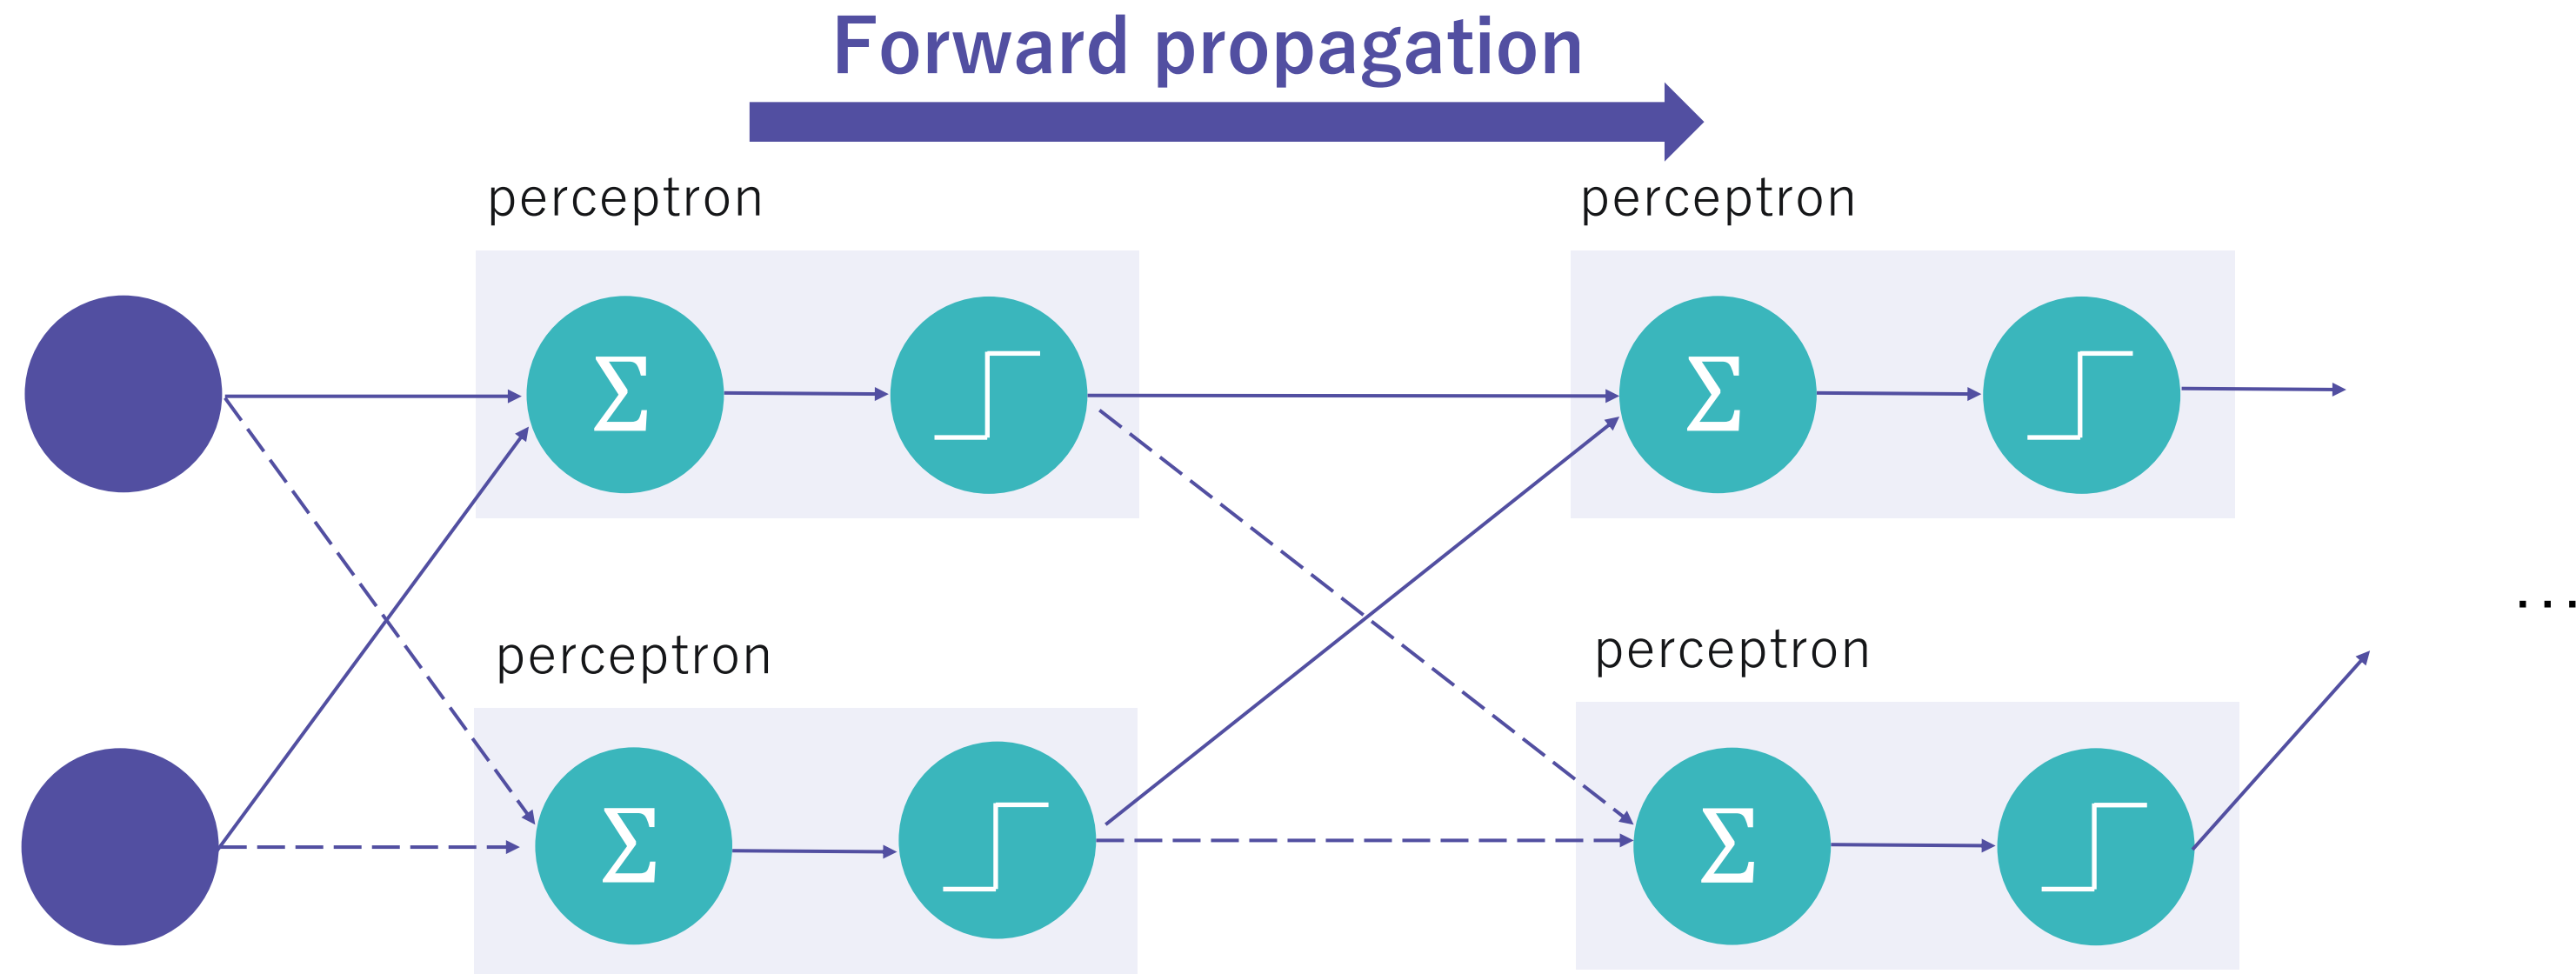 Forward propagation
perceptron
perceptron
Σ
Σ
perceptron
perceptron
Σ
Σ
...